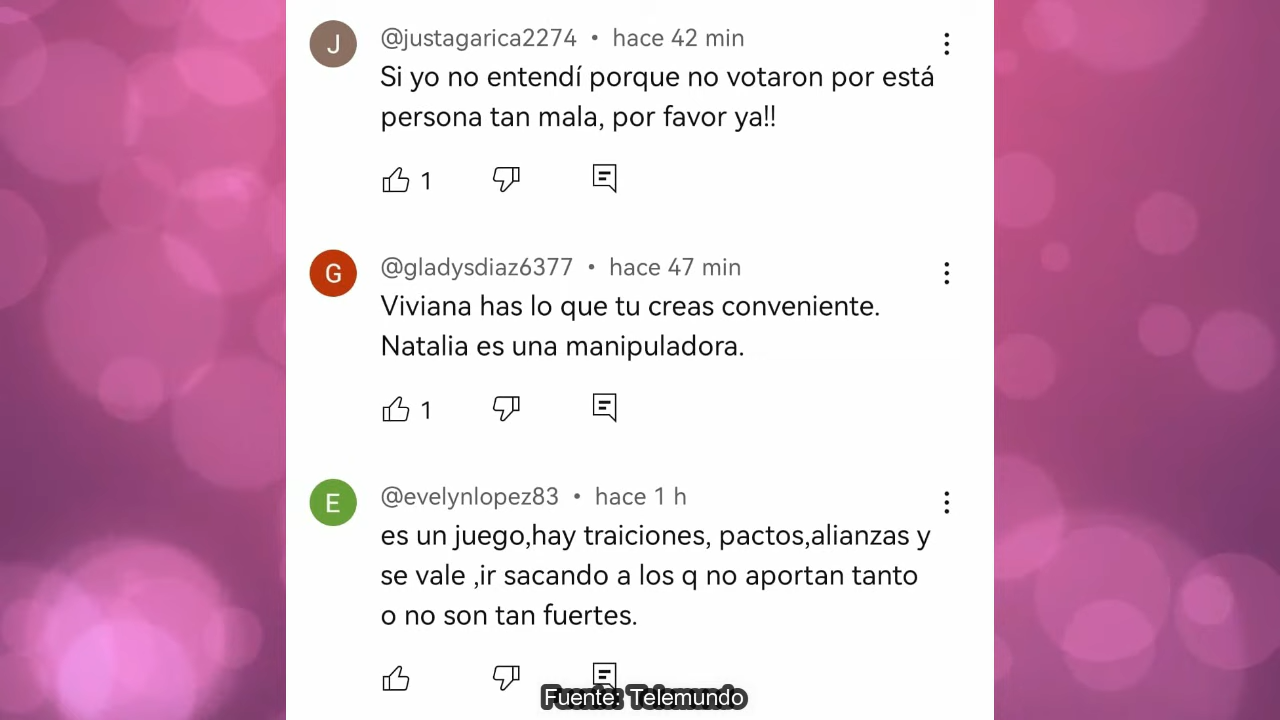 J
@justagarica2274 • hace 42 min
Si yo no entendí porque no votaron por está
persona tan mala, por favor ya!!
1
G
@gladysdiaz6377 • hace 47 min
Viviana has lo que tu creas conveniente.
Natalia es una manipuladora.
1
E
@evelynlopez83 • hace 1 h
es un juego,hay traiciones, pactos,alianzas y
se vale ,ir sacando a los q no aportan tanto
o no son tan fuertes.
Fuente: Telemundo